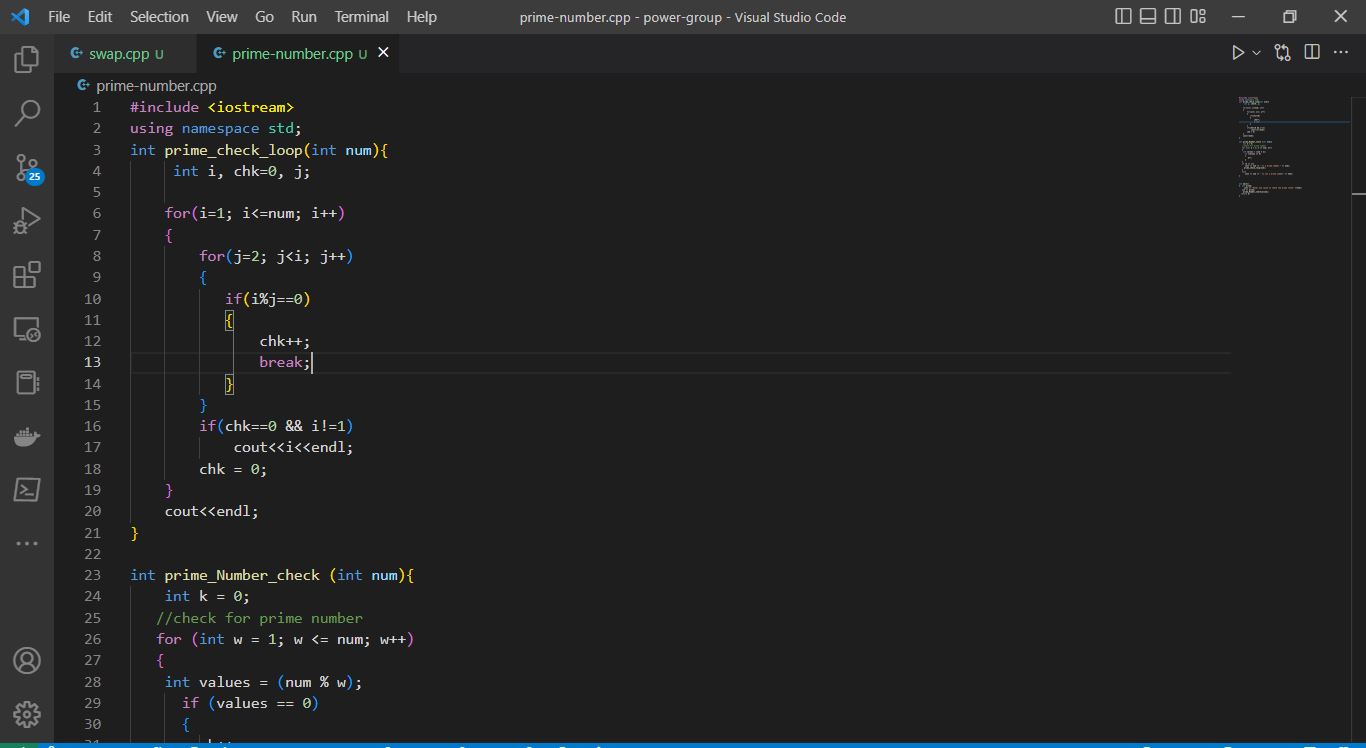 File Edit Selection View Go Run Terminal Help prime-number.cpp - power-group - Visual Studio Code
swap.cpp U prime-number.cpp U
prime-number.cpp
25
1 #include <iostream>
2 using namespace std;
3 int prime_check_loop(int num){
4 int i, chk=0, j;
5
6 for(i=1; i<=num; i++)
7 {
8 for(j=2; j<i; j++)
9 {
10 if(i%j==0)
11 {
12 chk++;
13 break;
14 }
15 }
16 if(chk==0 && i!=1)
17 cout<<i<<endl;
18 chk = 0;
19 }
20 cout<<endl;
21 }
22
23 int prime_Number_check (int num){
24 int k = 0;
25 //check for prime number
26 for (int w = 1; w <= num; w++)
27 {
28 int values = (num % w);
29 if (values == 0)
30 {